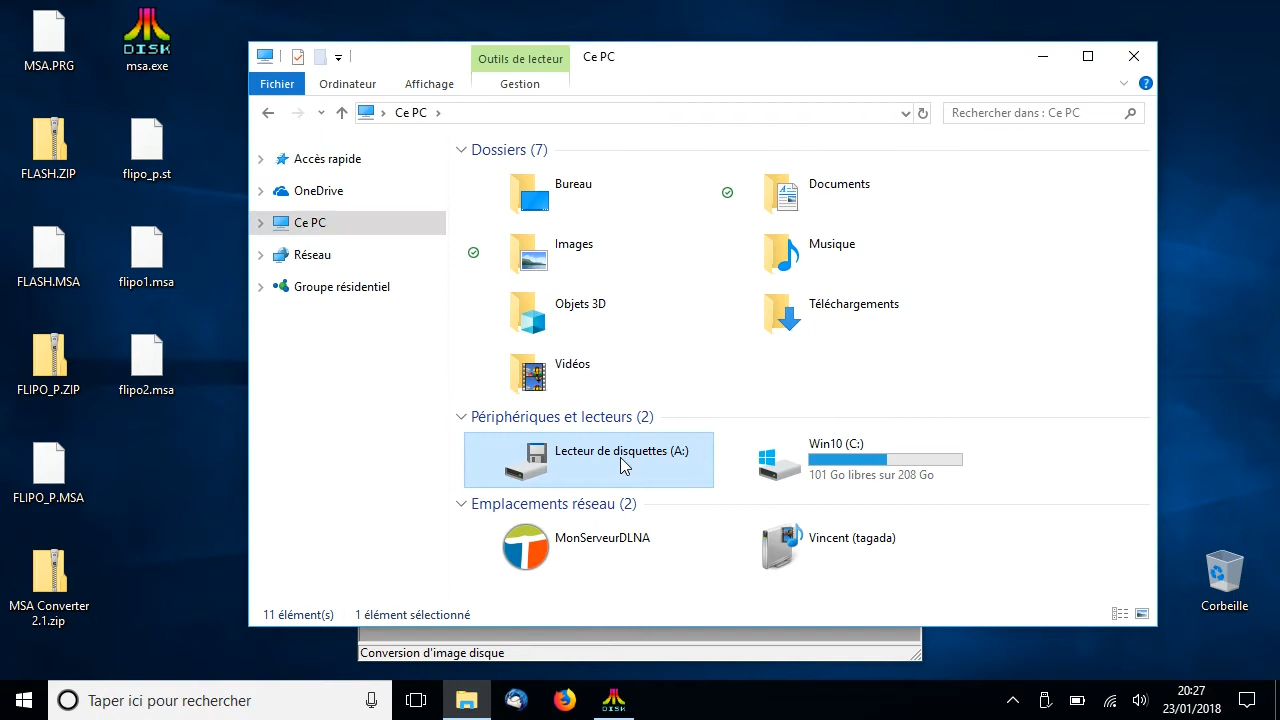 MSA.PRG
msa.exe
FLASH.ZIP
flipo_p.st
FLASH.MSA
flipo1.msa
FLIPO_P.ZIP
flipo2.msa
FLIPO_P.MSA
MSA Converter
2.1.zip
DISK
Outils de lecteur
Ce PC
Fichier
Ordinateur
Affichage
Gestion
Ce PC
Rechercher dans : Ce PC
Accès rapide
OneDrive
Ce PC
Réseau
Groupe résidentiel
Dossiers (7)
Bureau
Documents
Images
Musique
Objets 3D
Téléchargements
Vidéos
Périphériques et lecteurs (2)
Lecteur de disquettes (A:)
Win10 (C:)
101 Go libres sur 208 Go
Emplacements réseau (2)
MonServeurDLNA
Vincent (tagada)
11 élément(s)
1 élément sélectionné
Conversion d'image disque
Corbeille
Taper ici pour rechercher
DISK
20:27
23/01/2018